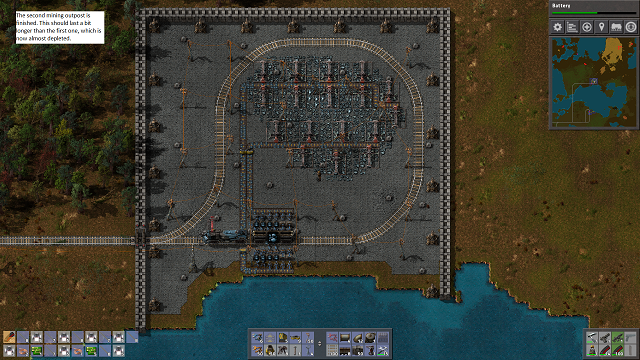 The second mining outpost is
finished. This should last a bit
longer than the first one, which is
now almost depleted.
Battery